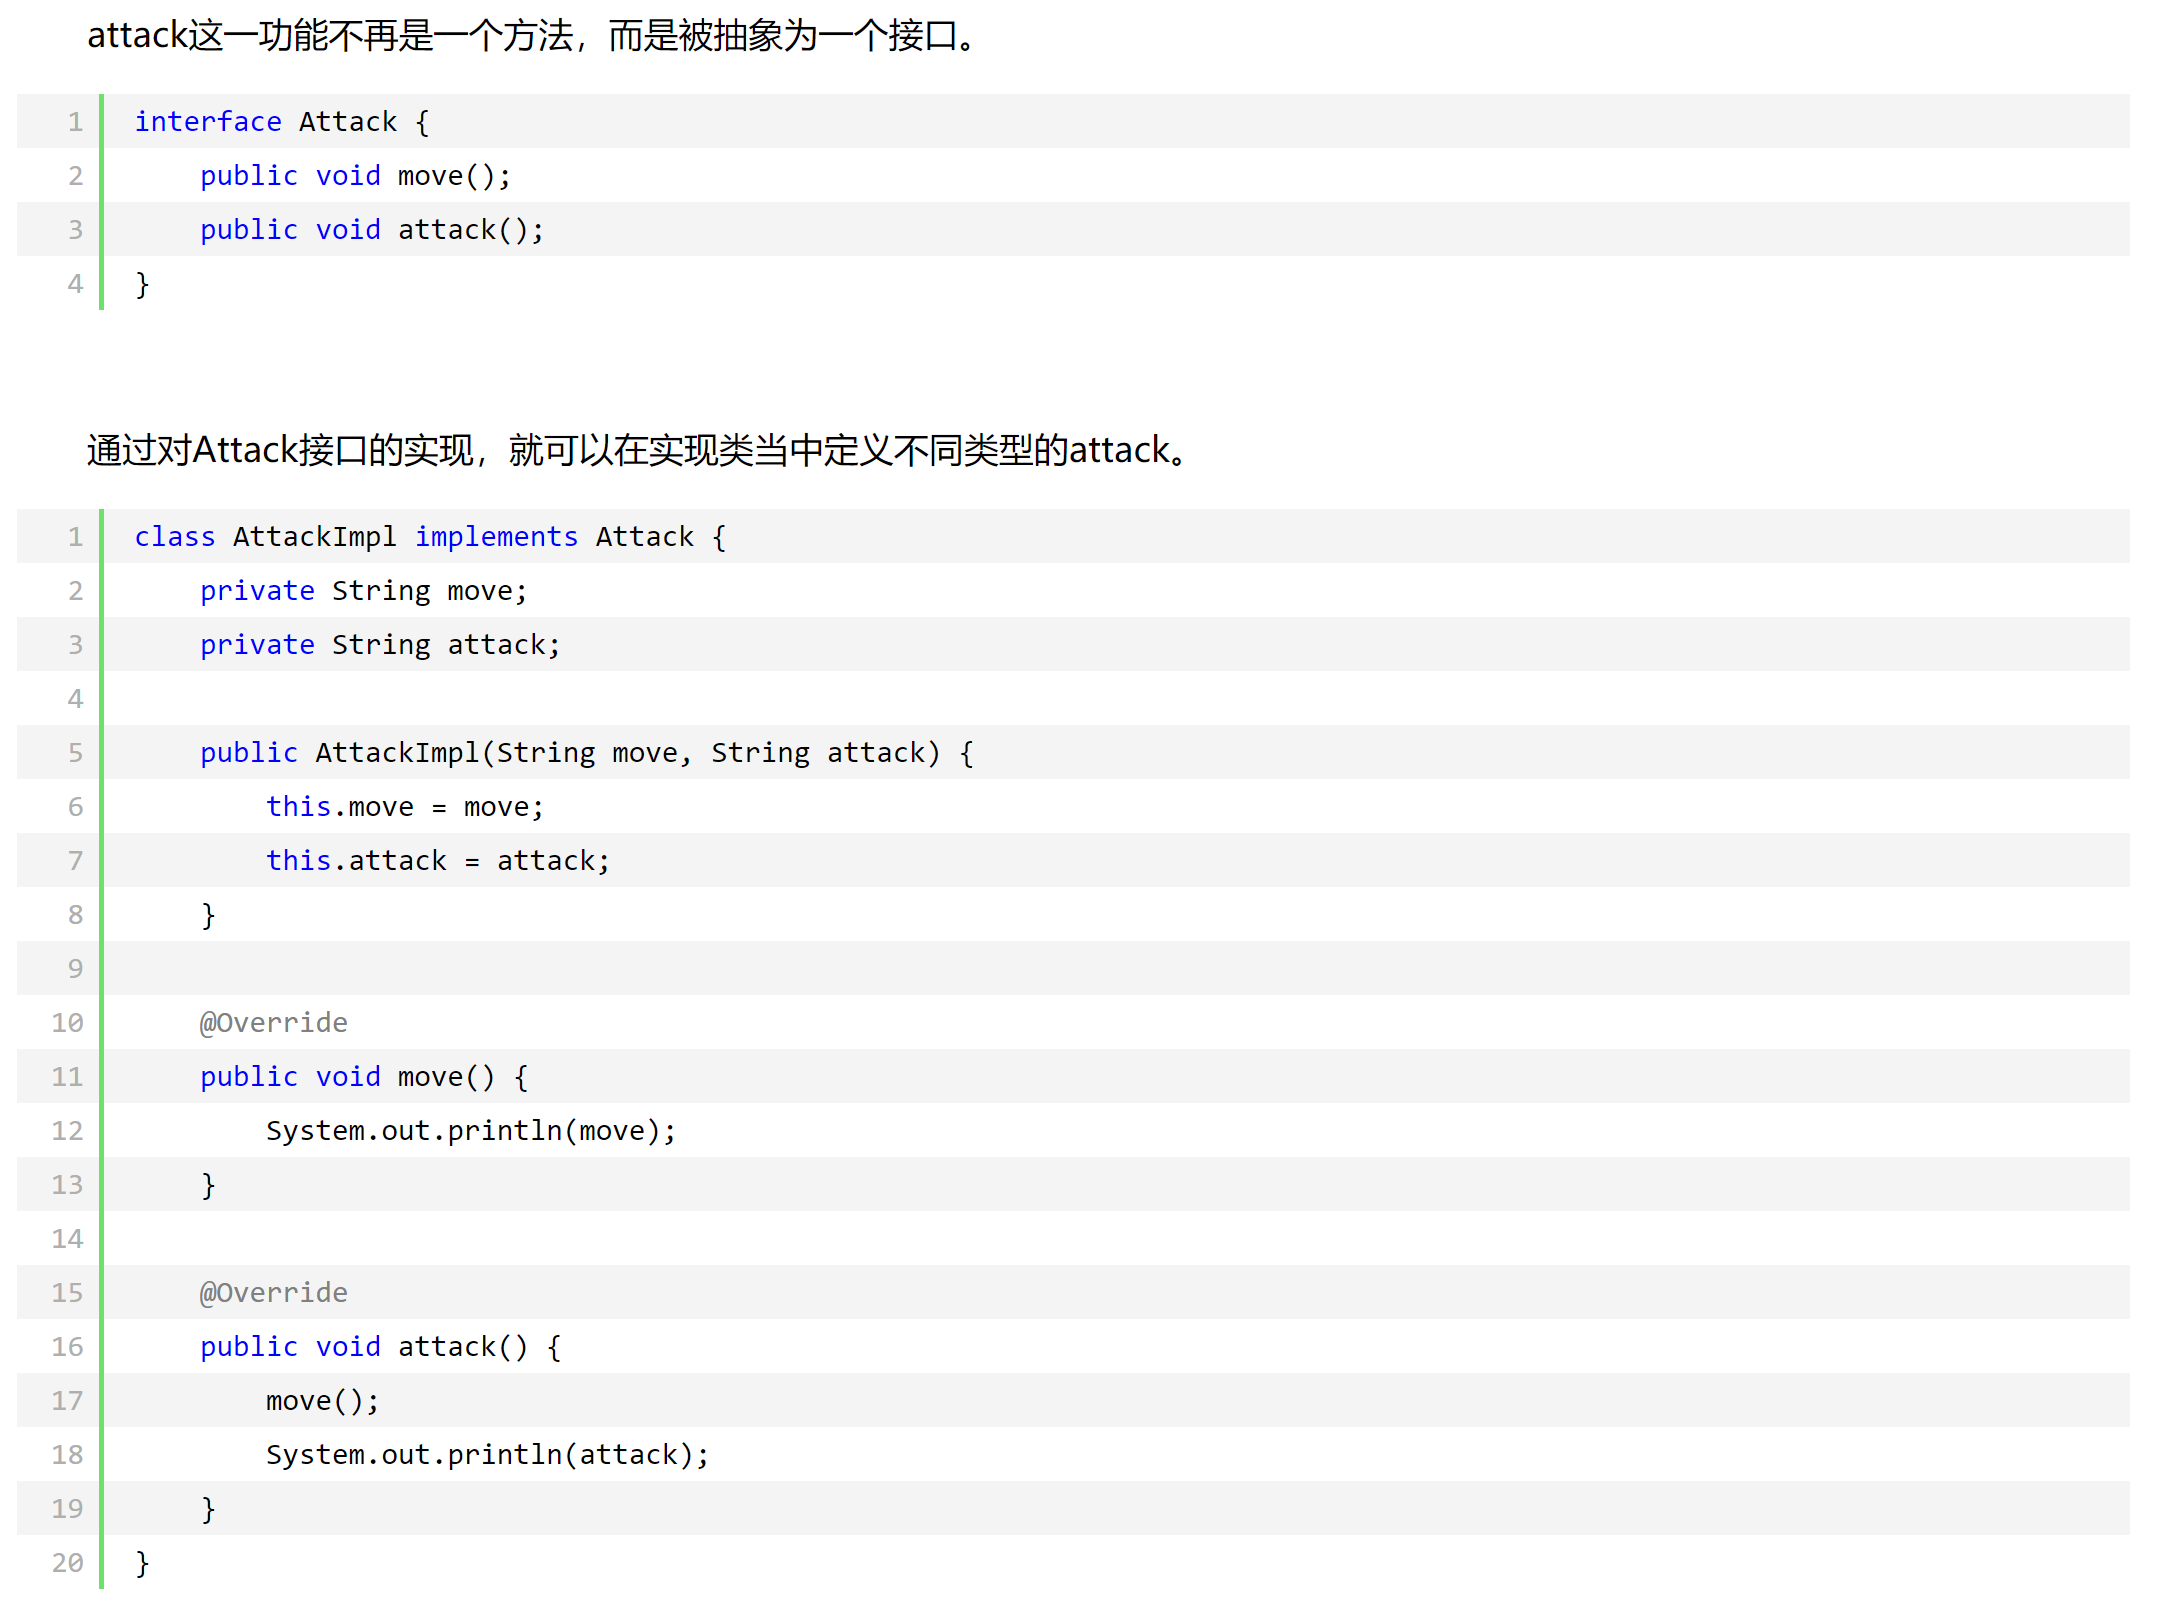 attack这一功能不再是一个方法，而是被抽象为一个接口。
1 interface Attack {
2     public void move();
3     public void attack();
4 }
通过对Attack接口的实现，就可以在实现类当中定义不同类型的attack。
1 class AttackImpl implements Attack {
2     private String move;
3     private String attack;
4
5     public AttackImpl(String move, String attack) {
6         this.move = move;
7         this.attack = attack;
8     }
9
10     @Override
11     public void move() {
12         System.out.println(move);
13     }
14
15     @Override
16     public void attack() {
17         move();
18         System.out.println(attack);
19     }
20 }